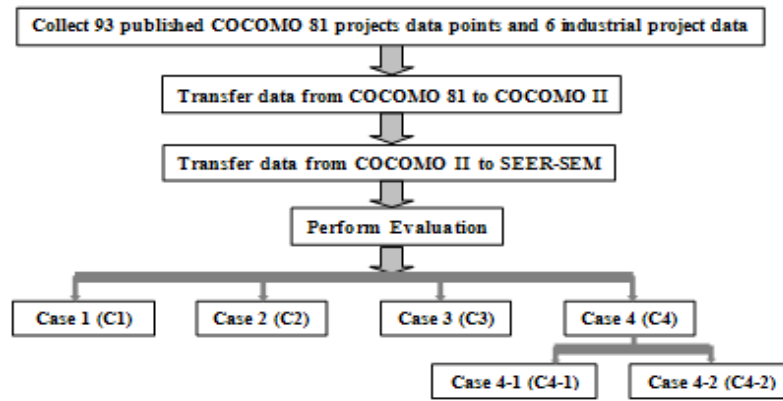 Collect 93 published COCOMO 81 projects data points and 6 industrial project data
Transfer data from COCOMO 81 to COCOMO II
Transfer data from COCOMO II to SEER-SEM
Perform Evaluation
Case 1 (C1)
Case 2 (C2)
Case 3 (C3)
Case 4 (C4)
Case 4-1 (C4-1)
Case 4-2 (C4-2)